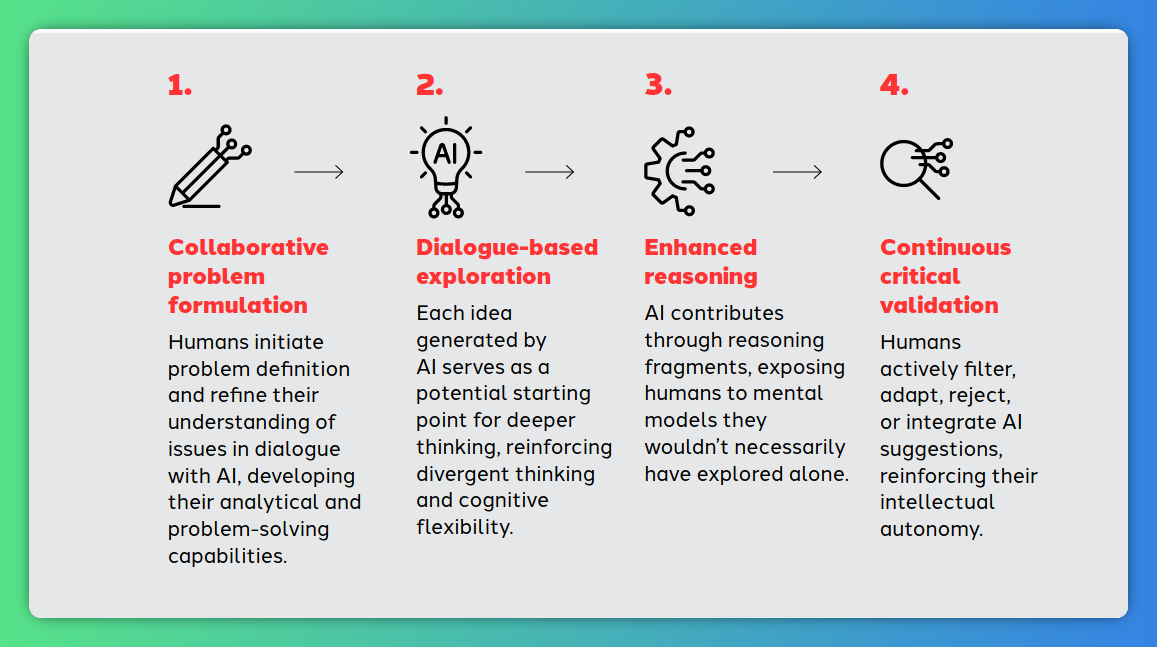 1.
Collaborative
problem
formulation
Humans initiate
problem definition
and refine their
understanding of
issues in dialogue
with AI, developing
their analytical and
problem-solving
capabilities.
2.
AI
Dialogue-based
exploration
Each idea
generated by
AI serves as a
potential starting
point for deeper
thinking, reinforcing
divergent thinking
and cognitive
flexibility.
3.
Enhanced
reasoning
AI contributes
through reasoning
fragments, exposing
humans to mental
models they
wouldn’t necessarily
have explored alone.
4.
Continuous
critical
validation
Humans
actively filter,
adapt, reject,
or integrate AI
suggestions,
reinforcing their
intellectual
autonomy.